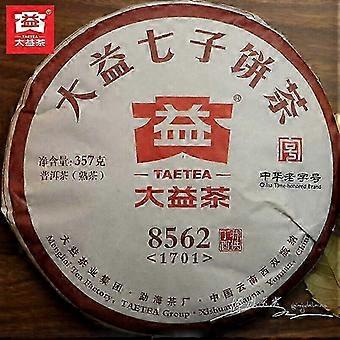 大益茶
TAETEA
大益七子饼茶
益
TAETEA
大益茶
净含量:357克
普洱茶(熟茶)
中华老字号
China Time-honored Brand
8562
<1701>
大益茶业集团·勐海茶厂·中国云南西双版纳
Menghai Tea Factory, TAETEA Group·Xishuangbanna, Yunnan, China